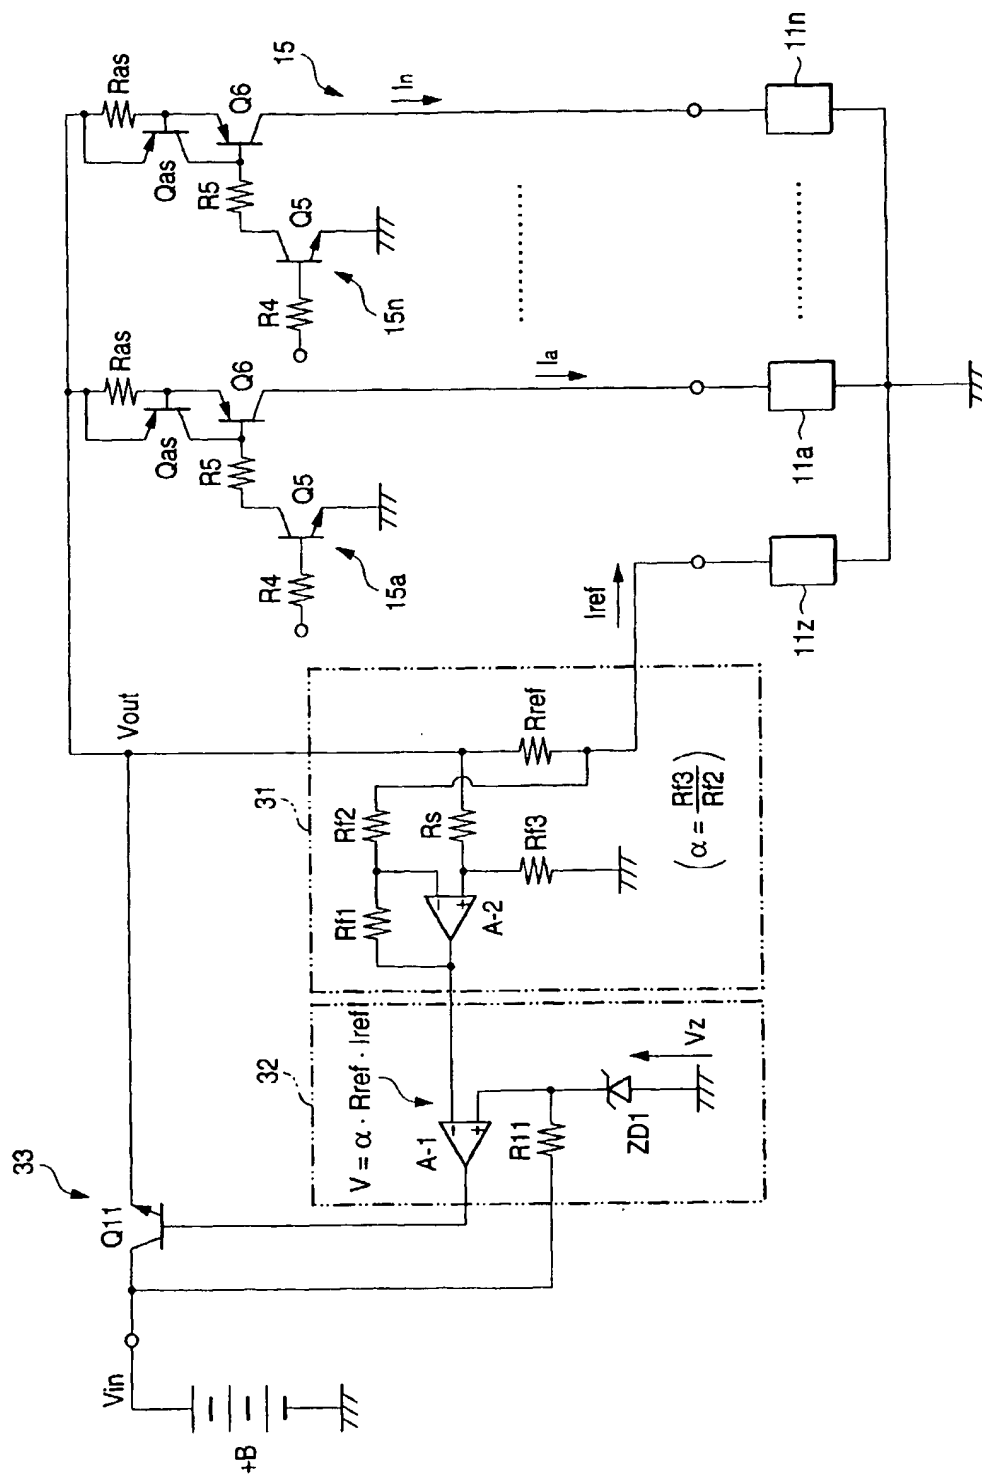 33
Vin
+B
Q11
32
V = α · Rref · Iref
A-1
R11
ZD1
Vz
31
Rf1
Rf2
A-2
Rs
Rf3
Rref
(α = Rf3/Rf2)
Vout
Iref
11z
R4
15a
Q5
R5
Qas
Ras
Q6
Ia
11a
R4
15n
Q5
R5
Qas
Ras
Q6
15
In
11n